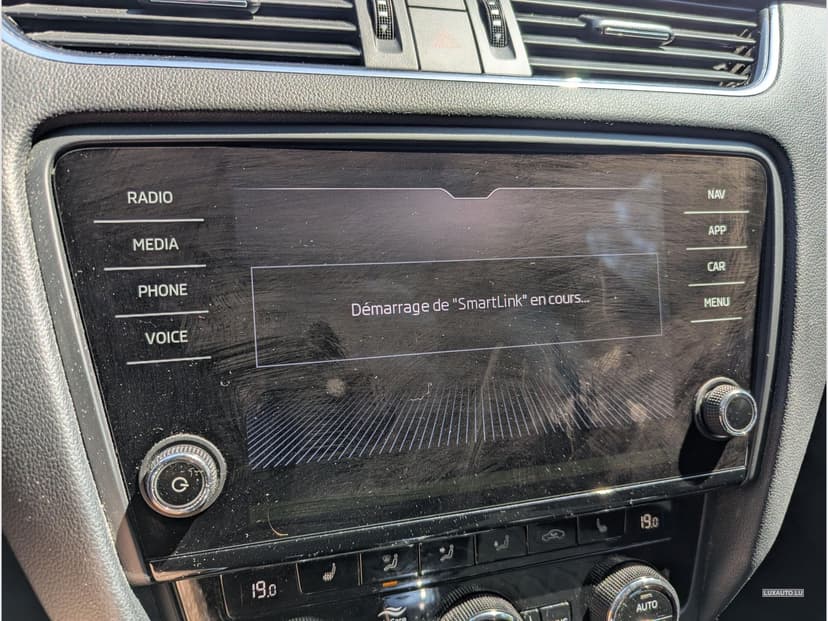 RADIO
MEDIA
PHONE
VOICE
NAV
APP
CAR
MENU
Démarrage de "SmartLink" en cours...
19.0
19.0
AUTO
LUXAUTO.LU